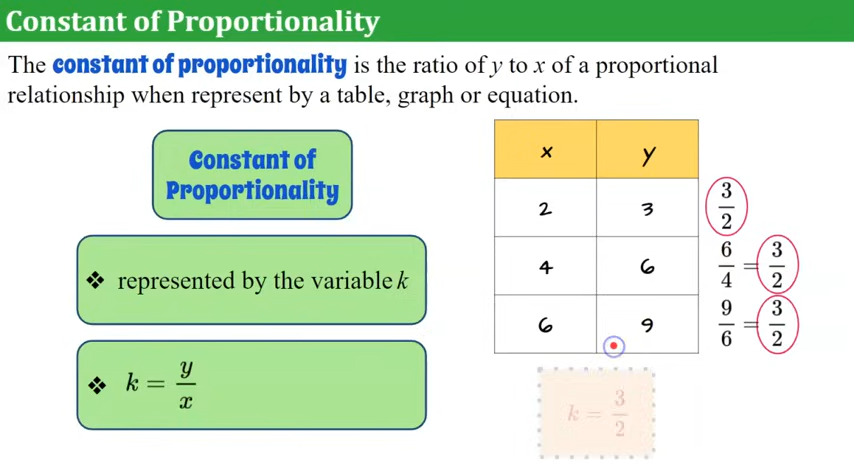 Constant of Proportionality
The constant of proportionality is the ratio of y to x of a proportional
relationship when represent by a table, graph or equation.
Constant of
Proportionality
❖ represented by the variable k
❖ k = y/x
x y
2 3 3/2
4 6 6/4 = 3/2
6 9 9/6 = 3/2
k = 3/2